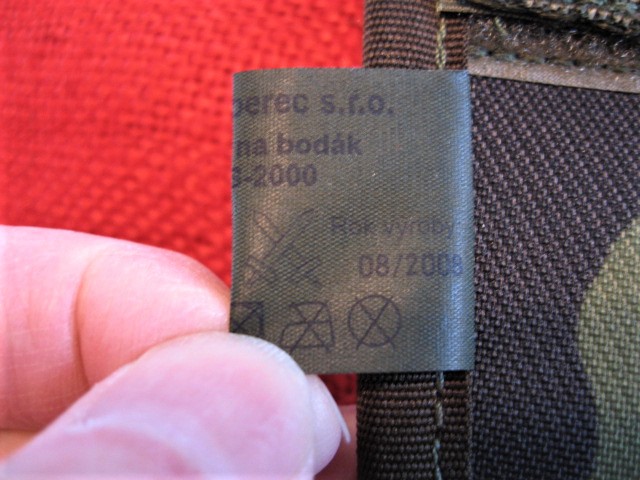 perec s.r.o.
na bodák
-2000
Rok výroby
08/2008